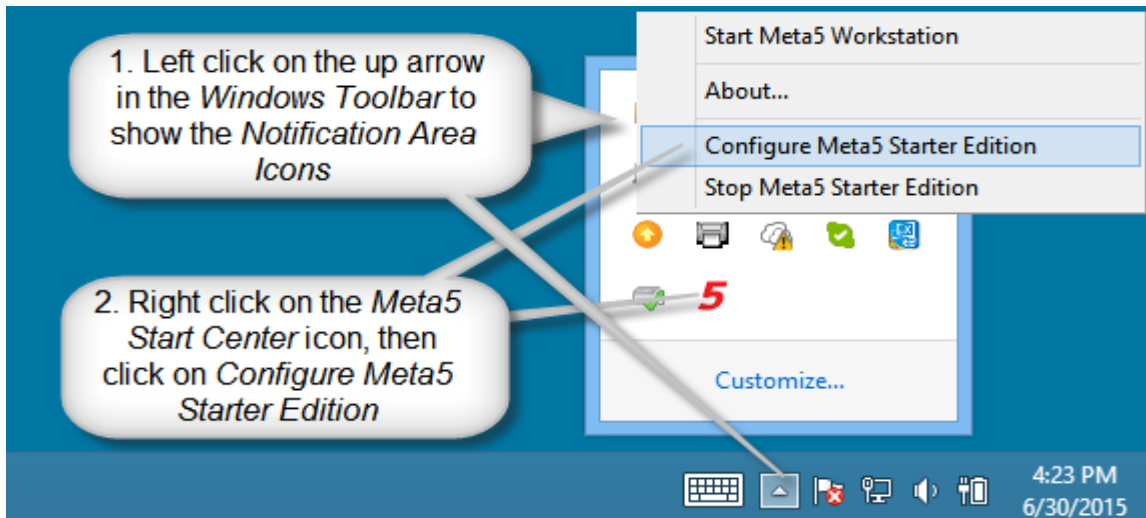 1. Left click on the up arrow
in the Windows Toolbar to
show the Notification Area
Icons
Start Meta5 Workstation
About...
Configure Meta5 Starter Edition
Stop Meta5 Starter Edition
2. Right click on the Meta5
Start Center icon, then
click on Configure Meta5
Starter Edition
5
Customize...
4:23 PM
6/30/2015